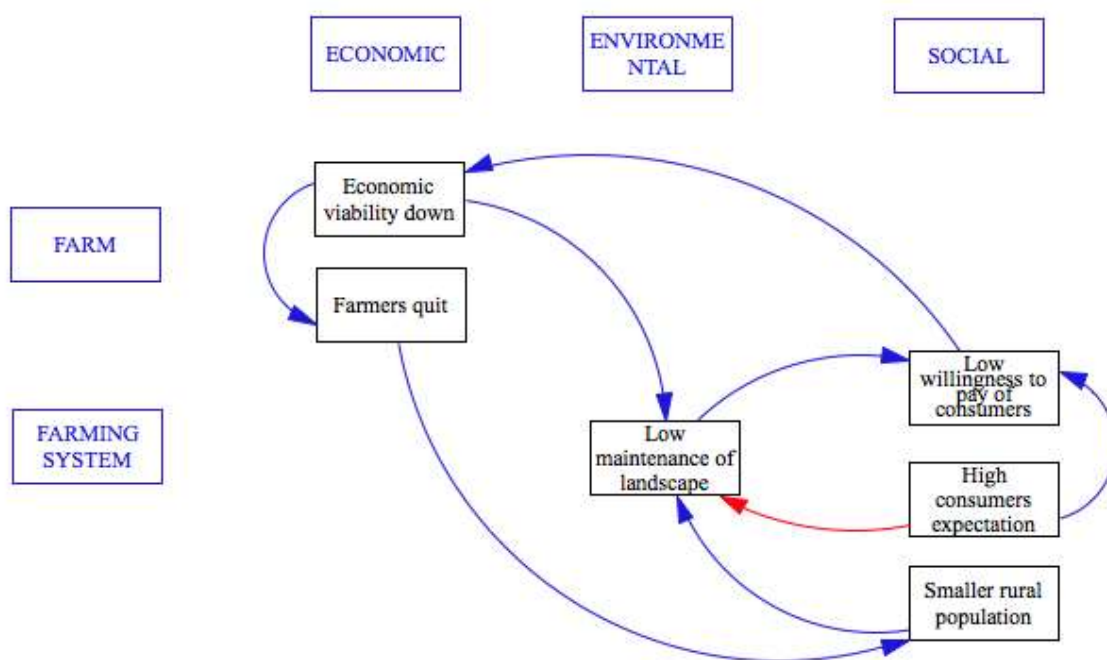 ECONOMIC
ENVIRONME
NTAL
SOCIAL
Economic
viability down
FARM
Farmers quit
Low
willingness to
pay of
consumers
FARMING
SYSTEM
Low
maintenance of
landscape
High
consumers
expectation
Smaller rural
population